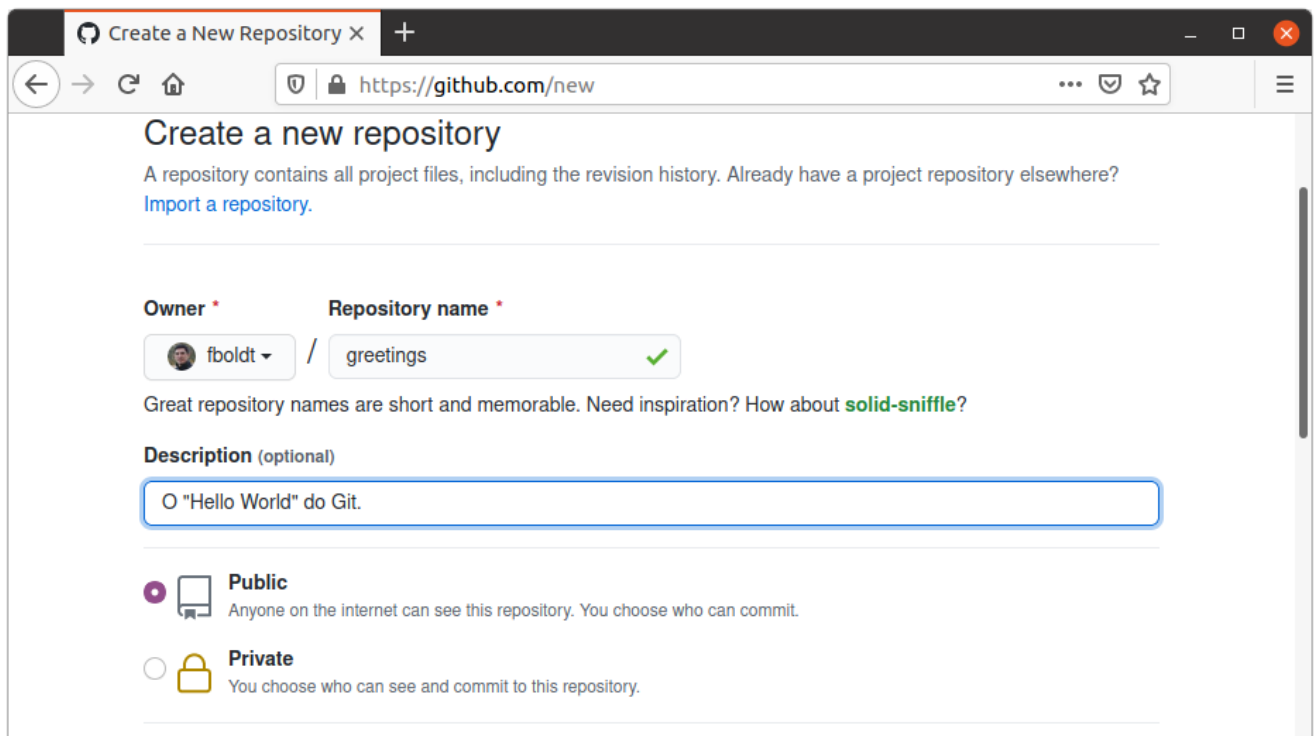 Create a New Repository
https://github.com/new
Create a new repository
A repository contains all project files, including the revision history. Already have a project repository elsewhere?
Import a repository.
Owner * Repository name *
fboldt / greetings
Great repository names are short and memorable. Need inspiration? How about solid-sniffle?
Description (optional)
O "Hello World" do Git.
Public
Anyone on the internet can see this repository. You choose who can commit.
Private
You choose who can see and commit to this repository.